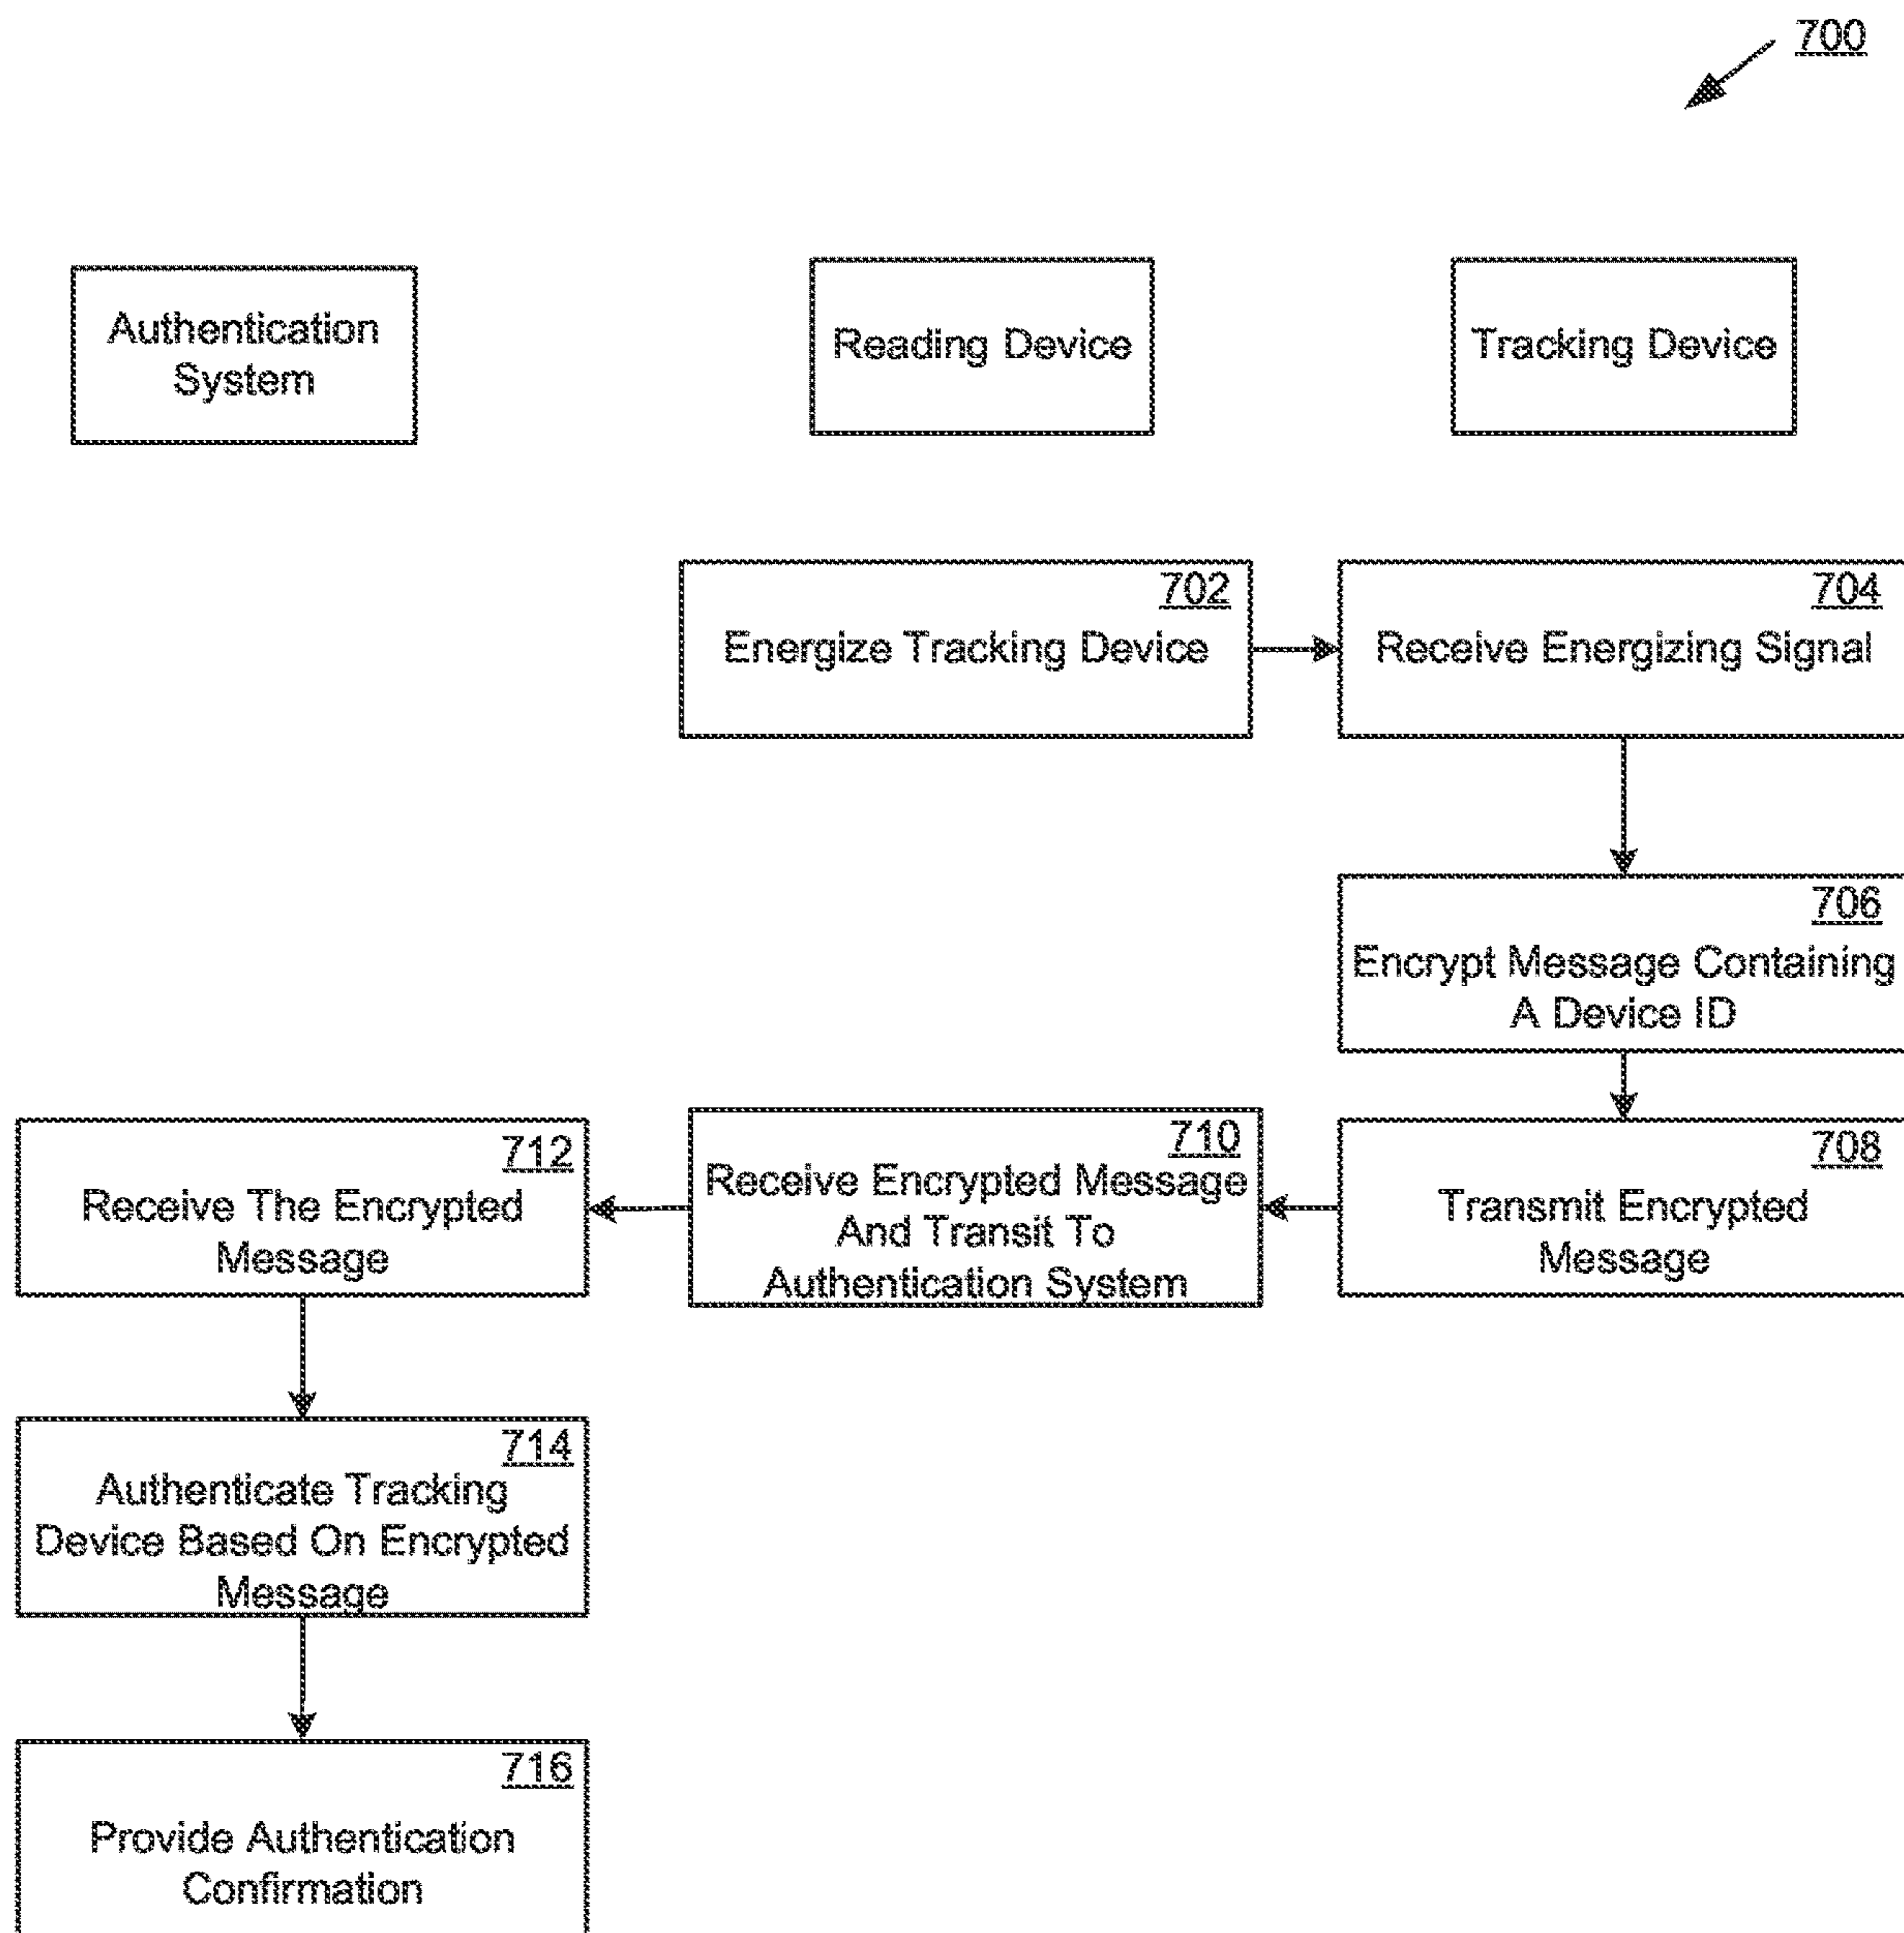 700
Authentication
System
Reading Device
Tracking Device
702
Energize Tracking Device
704
Receive Energizing Signal
706
Encrypt Message Containing
A Device ID
708
Transmit Encrypted
Message
710
Receive Encrypted Message
And Transit To
Authentication System
712
Receive The Encrypted
Message
714
Authenticate Tracking
Device Based On Encrypted
Message
716
Provide Authentication
Confirmation